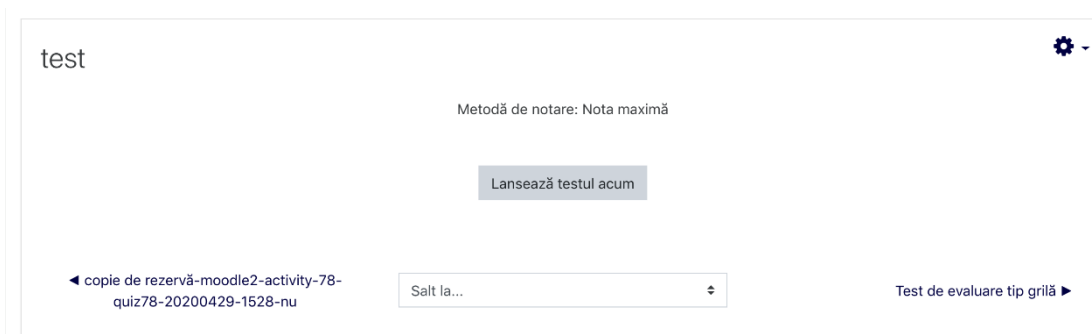 test
Metodă de notare: Nota maximă
Lansează testul acum
◄ copie de rezervă-moodle2-activity-78-
quiz78-20200429-1528-nu
Salt la...
Test de evaluare tip grilă ►